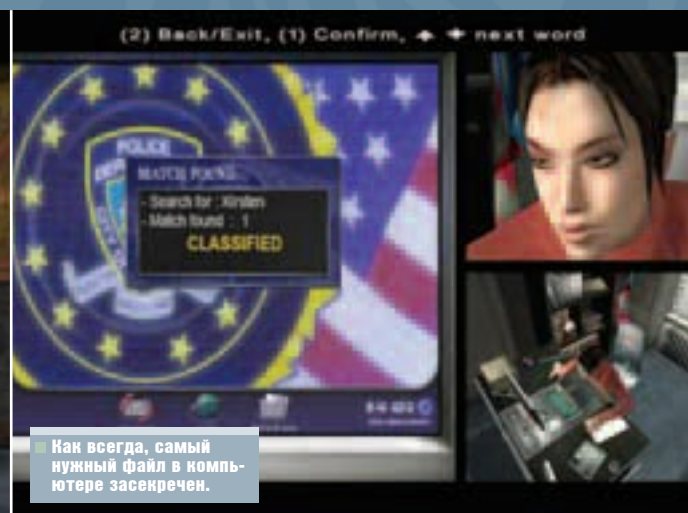 (2) Back/Exit, (1) Confirm, next word
POLICE
MATCH FOUND
- Search for : Kirsten
- Match found : 1
CLASSIFIED
Как всегда, самый
нужный файл в компь-
ютере засекречен.